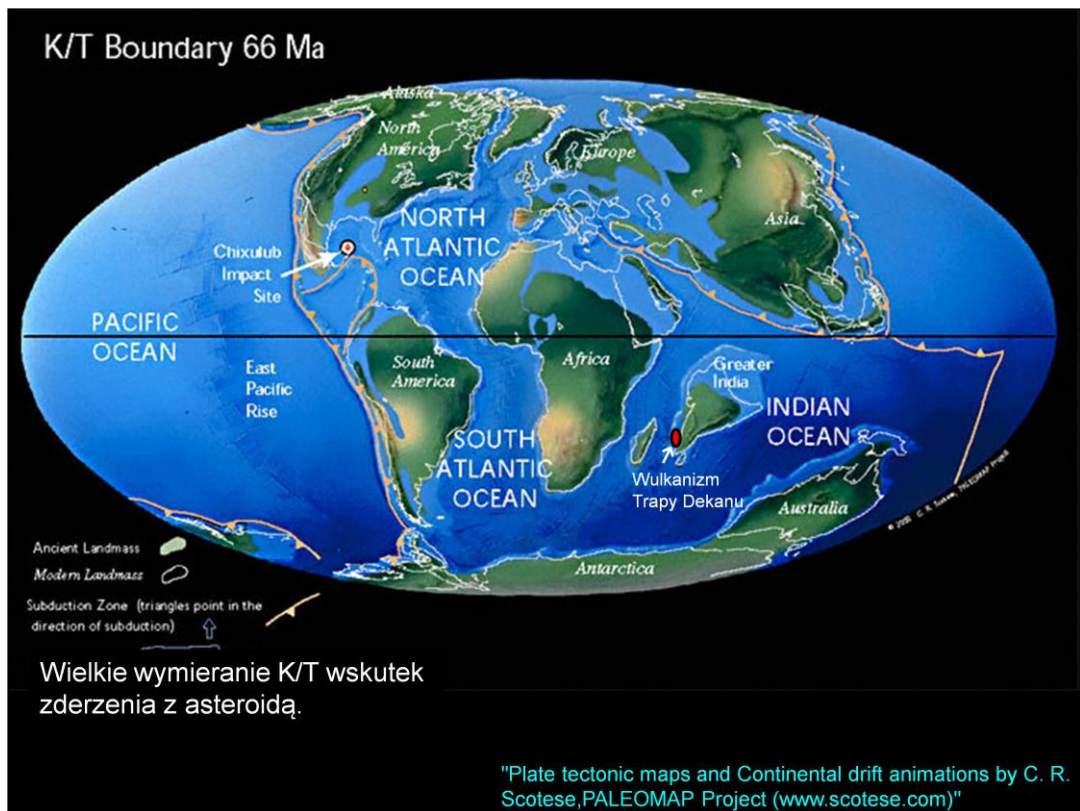 K/T Boundary 66 Ma
Alaska
North
America
Europe
Asia
NORTH
ATLANTIC
OCEAN
Chixulub
Impact
Site
PACIFIC
OCEAN
East
Pacific
Rise
South
America
Africa
Greater
India
INDIAN
OCEAN
SOUTH
ATLANTIC
OCEAN
Wulkanizm
Trapy Dekanu
Australia
Antarctica
PALEOMAP Project
Ancient Landmass
Modern Landmass
Subduction Zone (triangles point in the
direction of subduction)
Wielkie wymieranie K/T wskutek
zderzenia z asteroidą.
"Plate tectonic maps and Continental drift animations by C. R.
Scotese,PALEOMAP Project (www.scotese.com)"